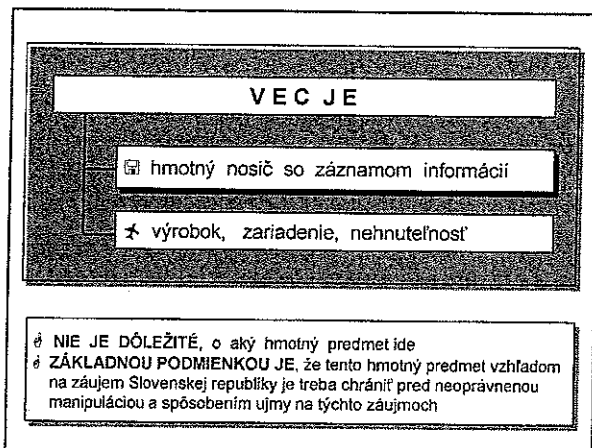 VEC JE
hmotný nosič so záznamom informácií
výrobok, zariadenie, nehnuteľnosť
NIE JE DÔLEŽITÉ, o aký hmotný predmet ide
ZÁKLADNOU PODMIENKOU JE, že tento hmotný predmet vzhľadom
na záujem Slovenskej republiky je treba chrániť pred neoprávnenou
manipuláciou a spôsobením ujmy na týchto záujmoch